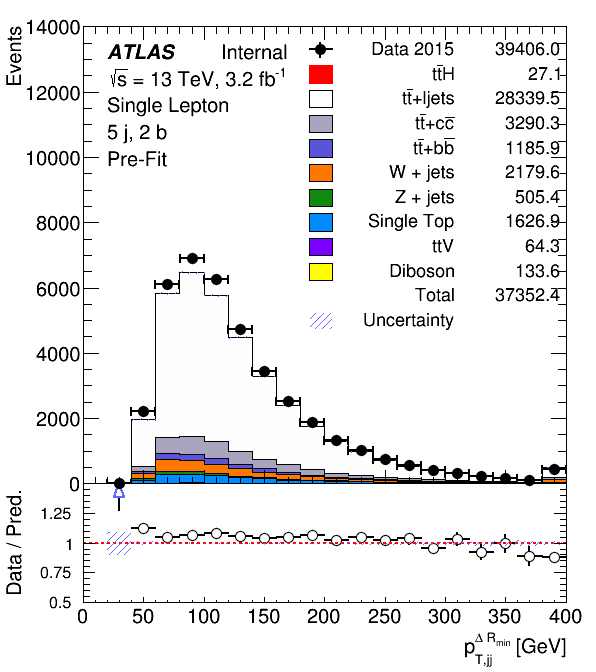 Events
14000
12000
10000
8000
6000
4000
2000
0
ATLAS Internal
√s = 13 TeV, 3.2 fb⁻¹
Single Lepton
5 j, 2 b
Pre-Fit
Data 2015 39406.0
tt̄H 27.1
tt̄+ljets 28339.5
tt̄+cc̄ 3290.3
tt̄+bb̄ 1185.9
W + jets 2179.6
Z + jets 505.4
Single Top 1626.9
ttV 64.3
Diboson 133.6
Total 37352.4
Uncertainty
Data / Pred.
1.25
1
0.75
0.5
0 50 100 150 200 250 300 350 400
p_{T,jj}^{Δ R_{min}} [GeV]